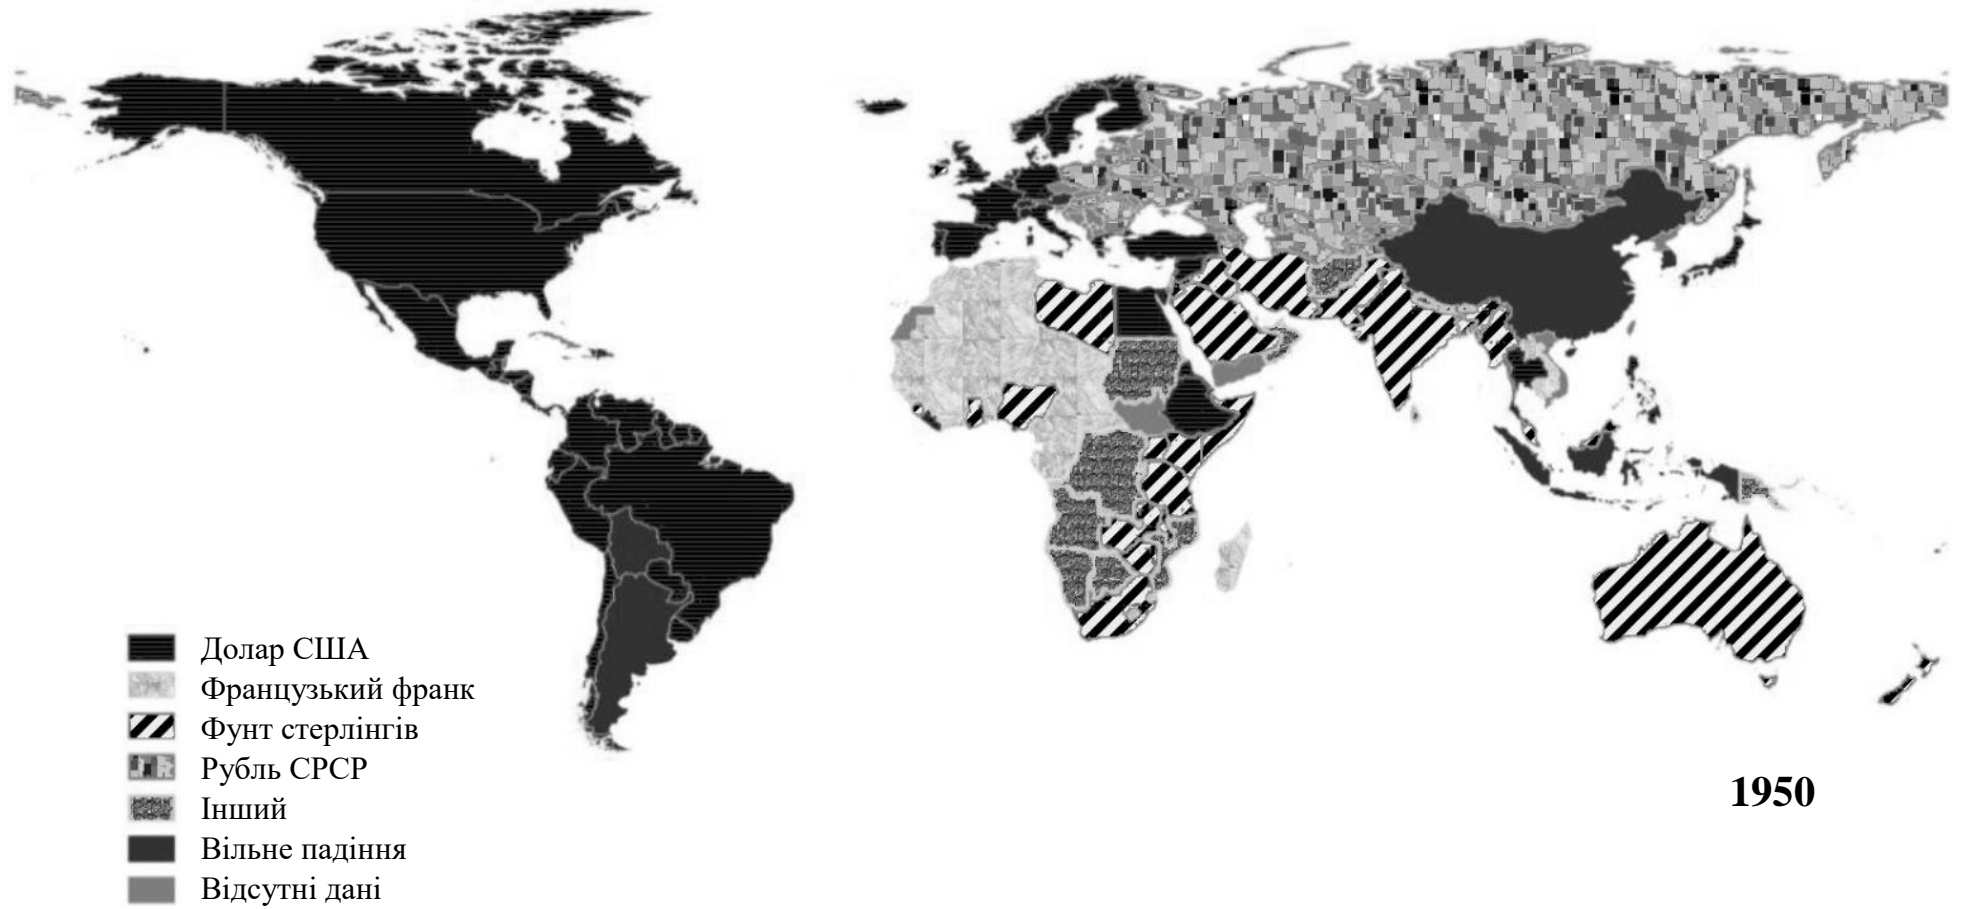 Долар США
Французький франк
Фунт стерлінгів
Рубль СРСР
Інший
Вільне падіння
Відсутні дані
1950